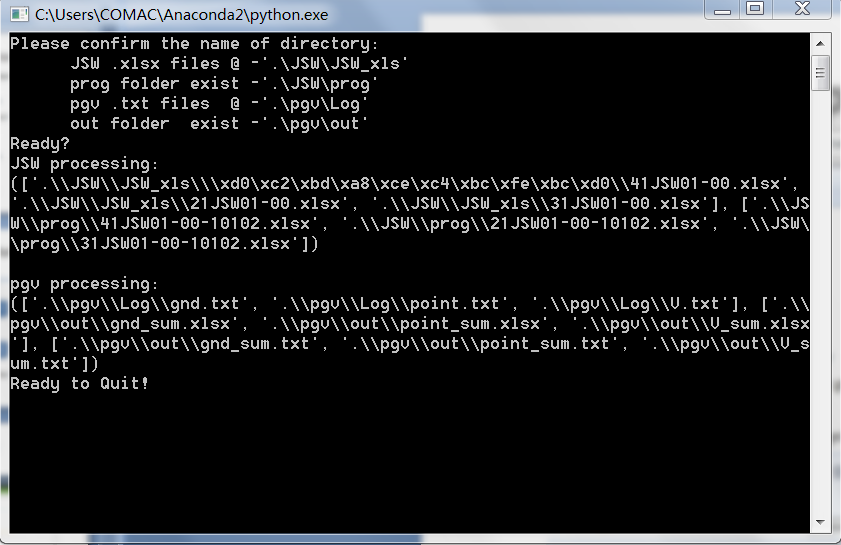 C:\Users\COMAC\Anaconda2\python.exe
Please confirm the name of directory:
JSW .xlsx files @ -'.\JSW\JSW_xls'
prog folder exist -'.\JSW\prog'
pgv .txt files  @ -'.\pgv\Log'
out folder  exist -'.\pgv\out'
Ready?
JSW processing:
(['.\\JSW\\JSW_xls\\\xd0\xc2\xbd\xa8\xce\xc4\xbc\xfe\xbc\xd0\\41JSW01-00.xlsx',
'.\\JSW\\JSW_xls\\21JSW01-00.xlsx', '.\\JSW\\JSW_xls\\31JSW01-00.xlsx'], ['.\\JS
W\\prog\\41JSW01-00-10102.xlsx', '.\\JSW\\prog\\21JSW01-00-10102.xlsx', '.\\JSW\
\prog\\31JSW01-00-10102.xlsx'])
pgv processing:
(['.\\pgv\\Log\\gnd.txt', '.\\pgv\\Log\\point.txt', '.\\pgv\\Log\\V.txt'], ['.\\
pgv\\out\\gnd_sum.xlsx', '.\\pgv\\out\\point_sum.xlsx', '.\\pgv\\out\\V_sum.xlsx
'], ['.\\pgv\\out\\gnd_sum.txt', '.\\pgv\\out\\point_sum.txt', '.\\pgv\\out\\V_s
um.txt'])
Ready to Quit!